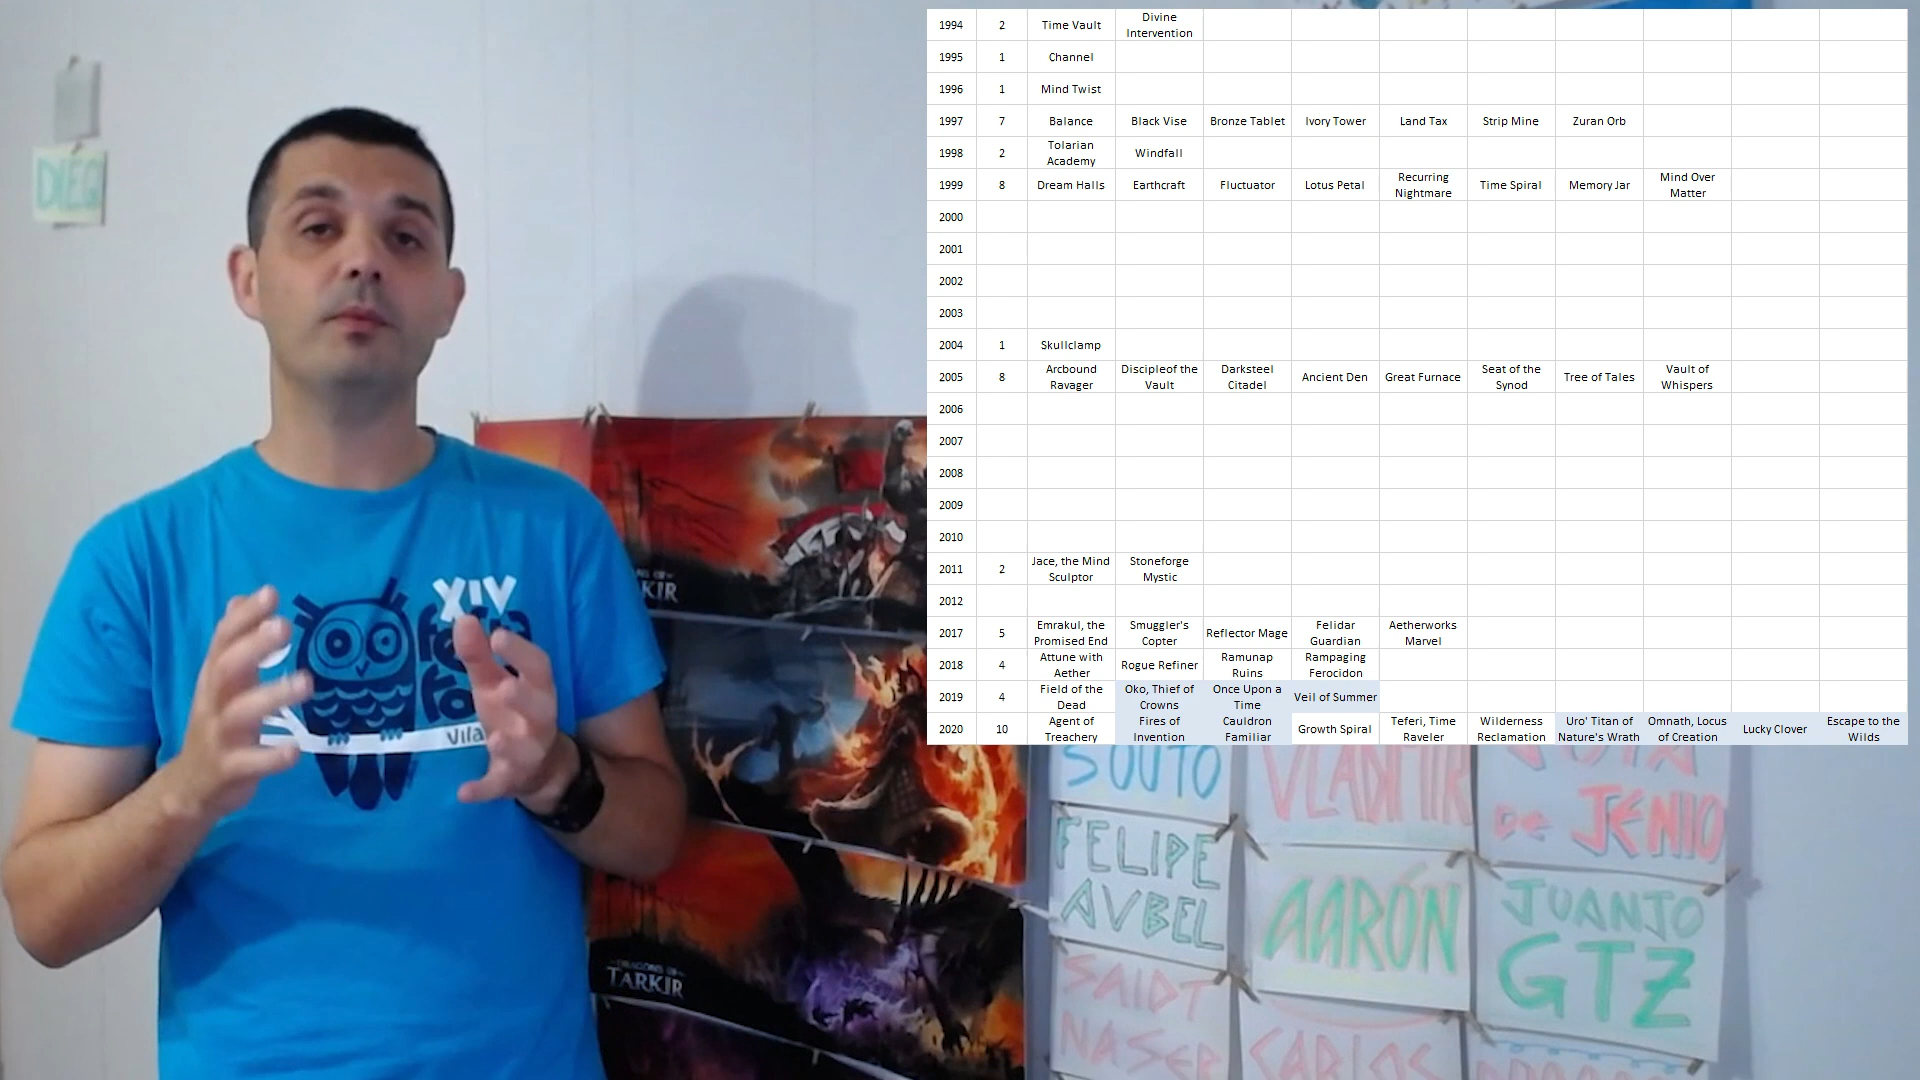 1994 2 Time Vault Divine Intervention
1995 1 Channel
1996 1 Mind Twist
1997 7 Balance Black Vise Bronze Tablet Ivory Tower Land Tax Strip Mine Zuran Orb
1998 2 Tolarian Academy Windfall
1999 8 Dream Halls Earthcraft Fluctuator Lotus Petal Recurring Nightmare Time Spiral Memory Jar Mind Over Matter
2000
2001
2002
2003
2004 1 Skullclamp
2005 8 Arcbound Ravager Discipleof the Vault Darksteel Citadel Ancient Den Great Furnace Seat of the Synod Tree of Tales Vault of Whispers
2006
2007
2008
2009
2010
2011 2 Jace, the Mind Sculptor Stoneforge Mystic
2012
2017 5 Emrakul, the Promised End Smuggler's Copter Reflector Mage Felidar Guardian Aetherworks Marvel
2018 4 Attune with Aether Rogue Refiner Ramunap Ruins Rampaging Ferocidon
2019 4 Field of the Dead Oko, Thief of Crowns Once Upon a Time Veil of Summer
2020 10 Agent of Treachery Fires of Invention Cauldron Familiar Growth Spiral Teferi, Time Raveler Wilderness Reclamation Uro' Titan of Nature's Wrath Omnath, Locus of Creation Lucky Clover Escape to the Wilds
DIEG
XIV
Vila
KIR
DRAGONS OF
TARKIR
SOUTO
VLADIMIR
DE JENIO
FELIPE
AVBEL
AARÓN
JUANJO
GTZ
SAIDT
NASER
CARLOS